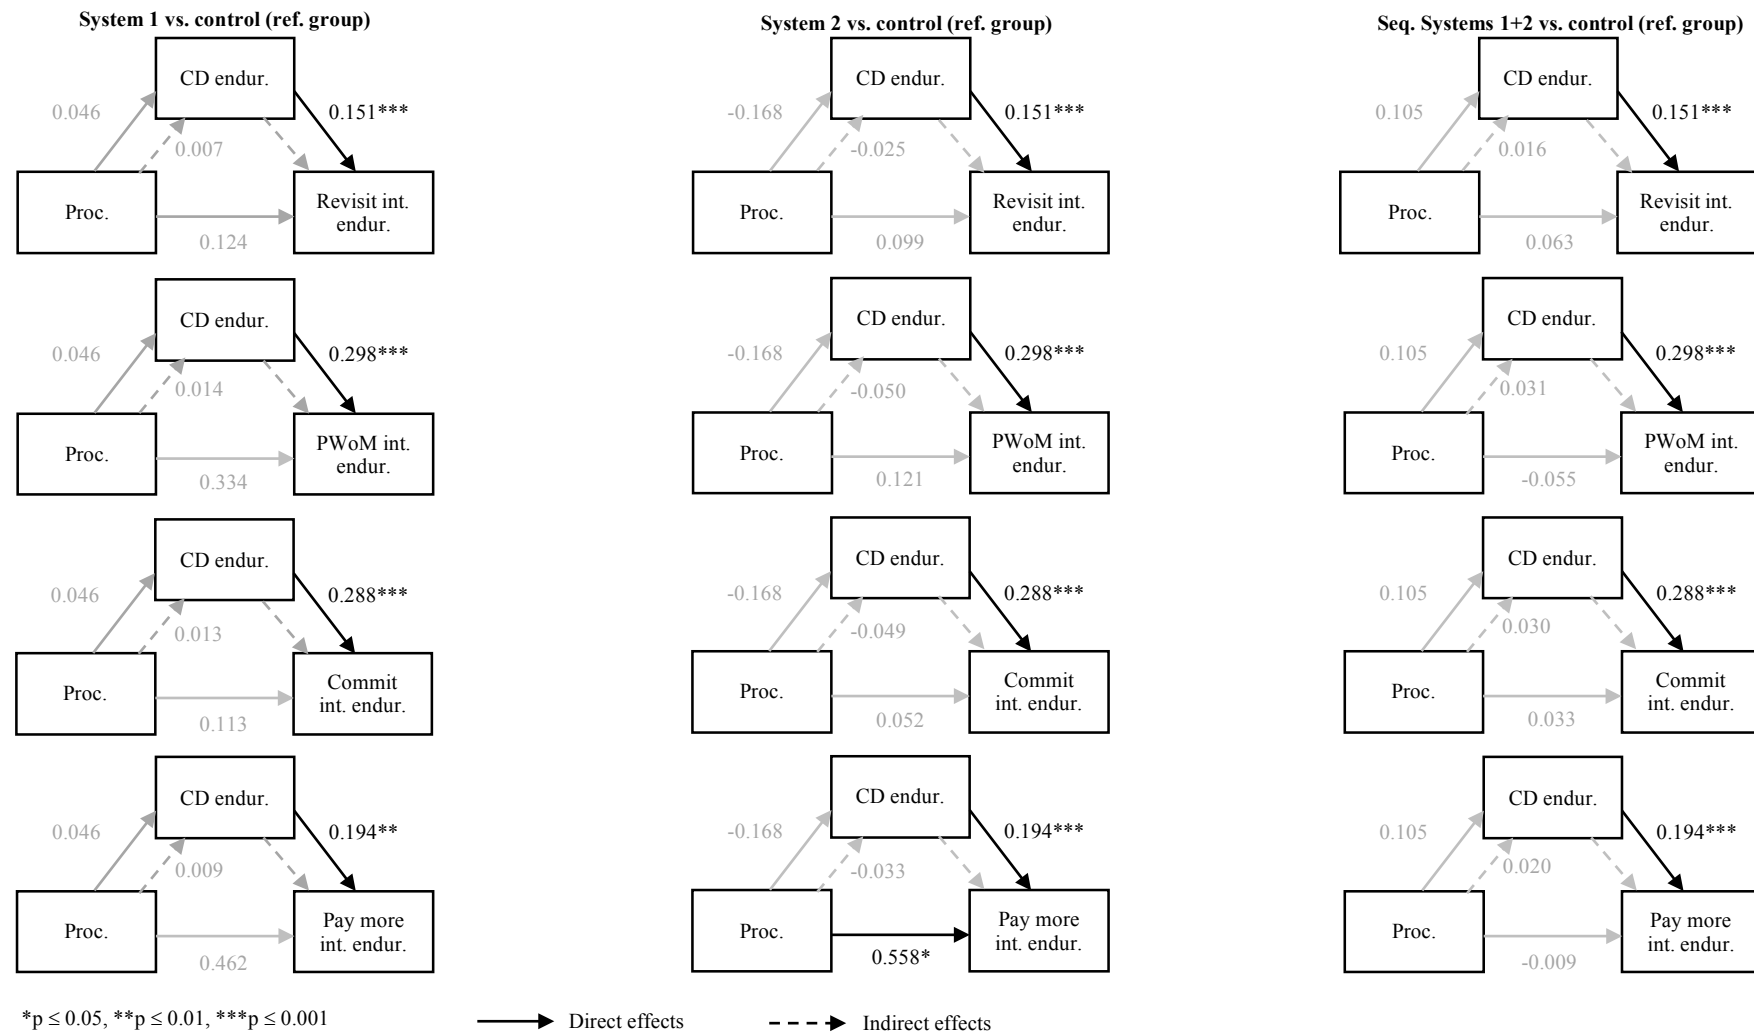 System 1 vs. control (ref. group)
CD endur.
0.046
0.151***
0.007
Proc.
Revisit int.
endur.
0.124
CD endur.
0.046
0.298***
0.014
Proc.
PWoM int.
endur.
0.334
CD endur.
0.046
0.288***
0.013
Proc.
Commit
int. endur.
0.113
CD endur.
0.046
0.194**
0.009
Proc.
Pay more
int. endur.
0.462
System 2 vs. control (ref. group)
CD endur.
-0.168
0.151***
-0.025
Proc.
Revisit int.
endur.
0.099
CD endur.
-0.168
0.298***
-0.050
Proc.
PWoM int.
endur.
0.121
CD endur.
-0.168
0.288***
-0.049
Proc.
Commit
int. endur.
0.052
CD endur.
-0.168
0.194***
-0.033
Proc.
Pay more
int. endur.
0.558*
Seq. Systems 1+2 vs. control (ref. group)
CD endur.
0.105
0.151***
0.016
Proc.
Revisit int.
endur.
0.063
CD endur.
0.105
0.298***
0.031
Proc.
PWoM int.
endur.
-0.055
CD endur.
0.105
0.288***
0.030
Proc.
Commit
int. endur.
0.033
CD endur.
0.105
0.194***
0.020
Proc.
Pay more
int. endur.
-0.009
*p ≤ 0.05, **p ≤ 0.01, ***p ≤ 0.001
Direct effects
Indirect effects